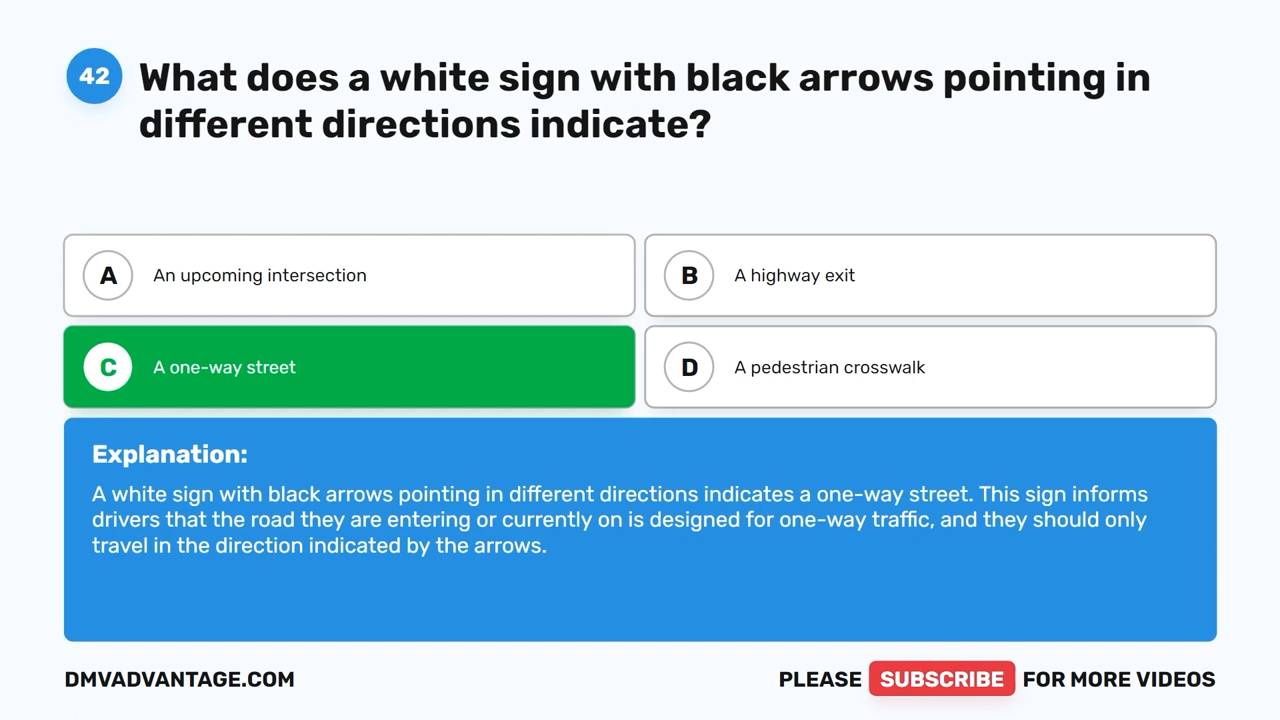 42
What does a white sign with black arrows pointing in
different directions indicate?
A An upcoming intersection
B A highway exit
C A one-way street
D A pedestrian crosswalk
Explanation:
A white sign with black arrows pointing in different directions indicates a one-way street. This sign informs
drivers that the road they are entering or currently on is designed for one-way traffic, and they should only
travel in the direction indicated by the arrows.
DMVADVANTAGE.COM
PLEASE SUBSCRIBE FOR MORE VIDEOS